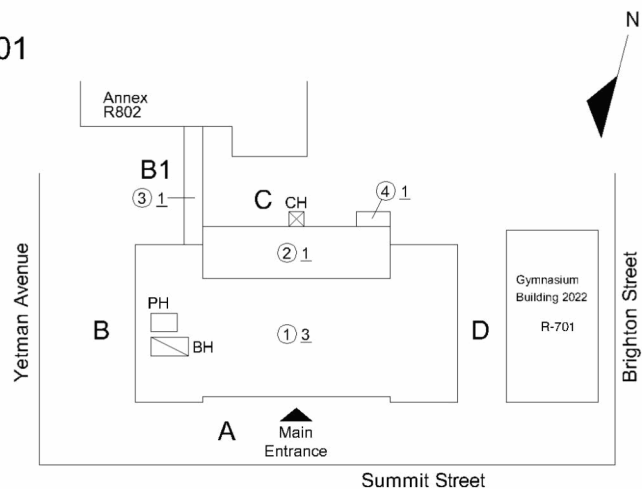 01
N
Annex
R802
B1
③ 1
C
CH
④ 1
② 1
Gymnasium
Building 2022
R-701
PH
BH
B
① 3
D
Yetman Avenue
Brighton Street
A
Main
Entrance
Summit Street